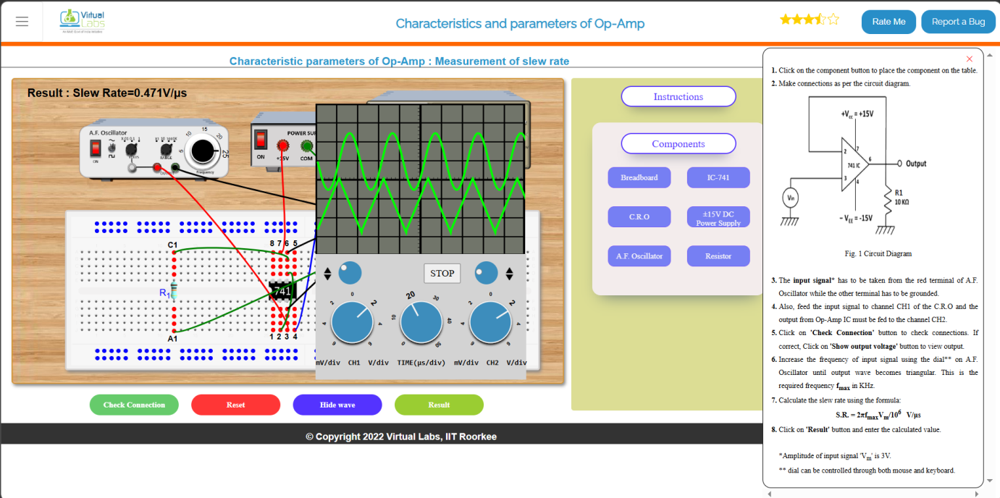 Virtual
Labs
Characteristics and parameters of Op-Amp
Rate Me
Report a Bug
Characteristic parameters of Op-Amp : Measurement of slew rate
Result : Slew Rate=0.471V/μs
A.F. Oscillator
ON
RANGE
Frequency
5
10
15
20
25
POWER SUP
ON
+15V
COM
C1
8 7 6 5
R1
741
A1
1 2 3 4
STOP
0
2
4
6
2
4
6
20
30
10
40
0
50
0
2
4
6
2
4
6
mV/div CH1 V/div TIME(μs/div) mV/div CH2 V/div
Check Connection
Reset
Hide wave
Result
Instructions
Components
Breadboard
IC-741
C.R.O
±15V DC
Power Supply
A.F. Oscillator
Resistor
© Copyright 2022 Virtual Labs, IIT Roorkee
1. Click on the component button to place the component on the table.
2. Make connections as per the circuit diagram.
+Vcc = +15V
2
7
741 IC
6
3
4
Output
Vin
R1
10 KΩ
- VEE = -15V
Fig. 1 Circuit Diagram
3. The input signal* has to be taken from the red terminal of A.F.
Oscillator while the other terminal has to be grounded.
4. Also, feed the input signal to channel CH1 of the C.R.O and the
output from Op-Amp IC must be fed to the channel CH2.
5. Click on 'Check Connection' button to check connections. If
correct, Click on 'Show output voltage' button to view output.
6. Increase the frequency of input signal using the dial** on A.F.
Oscillator until output wave becomes triangular. This is the
required frequency fmax in KHz.
7. Calculate the slew rate using the formula:
S.R. = 2πfmaxVm/10⁶ V/μs
8. Click on 'Result' button and enter the calculated value.
*Amplitude of input signal 'Vm' is 3V.
** dial can be controlled through both mouse and keyboard.